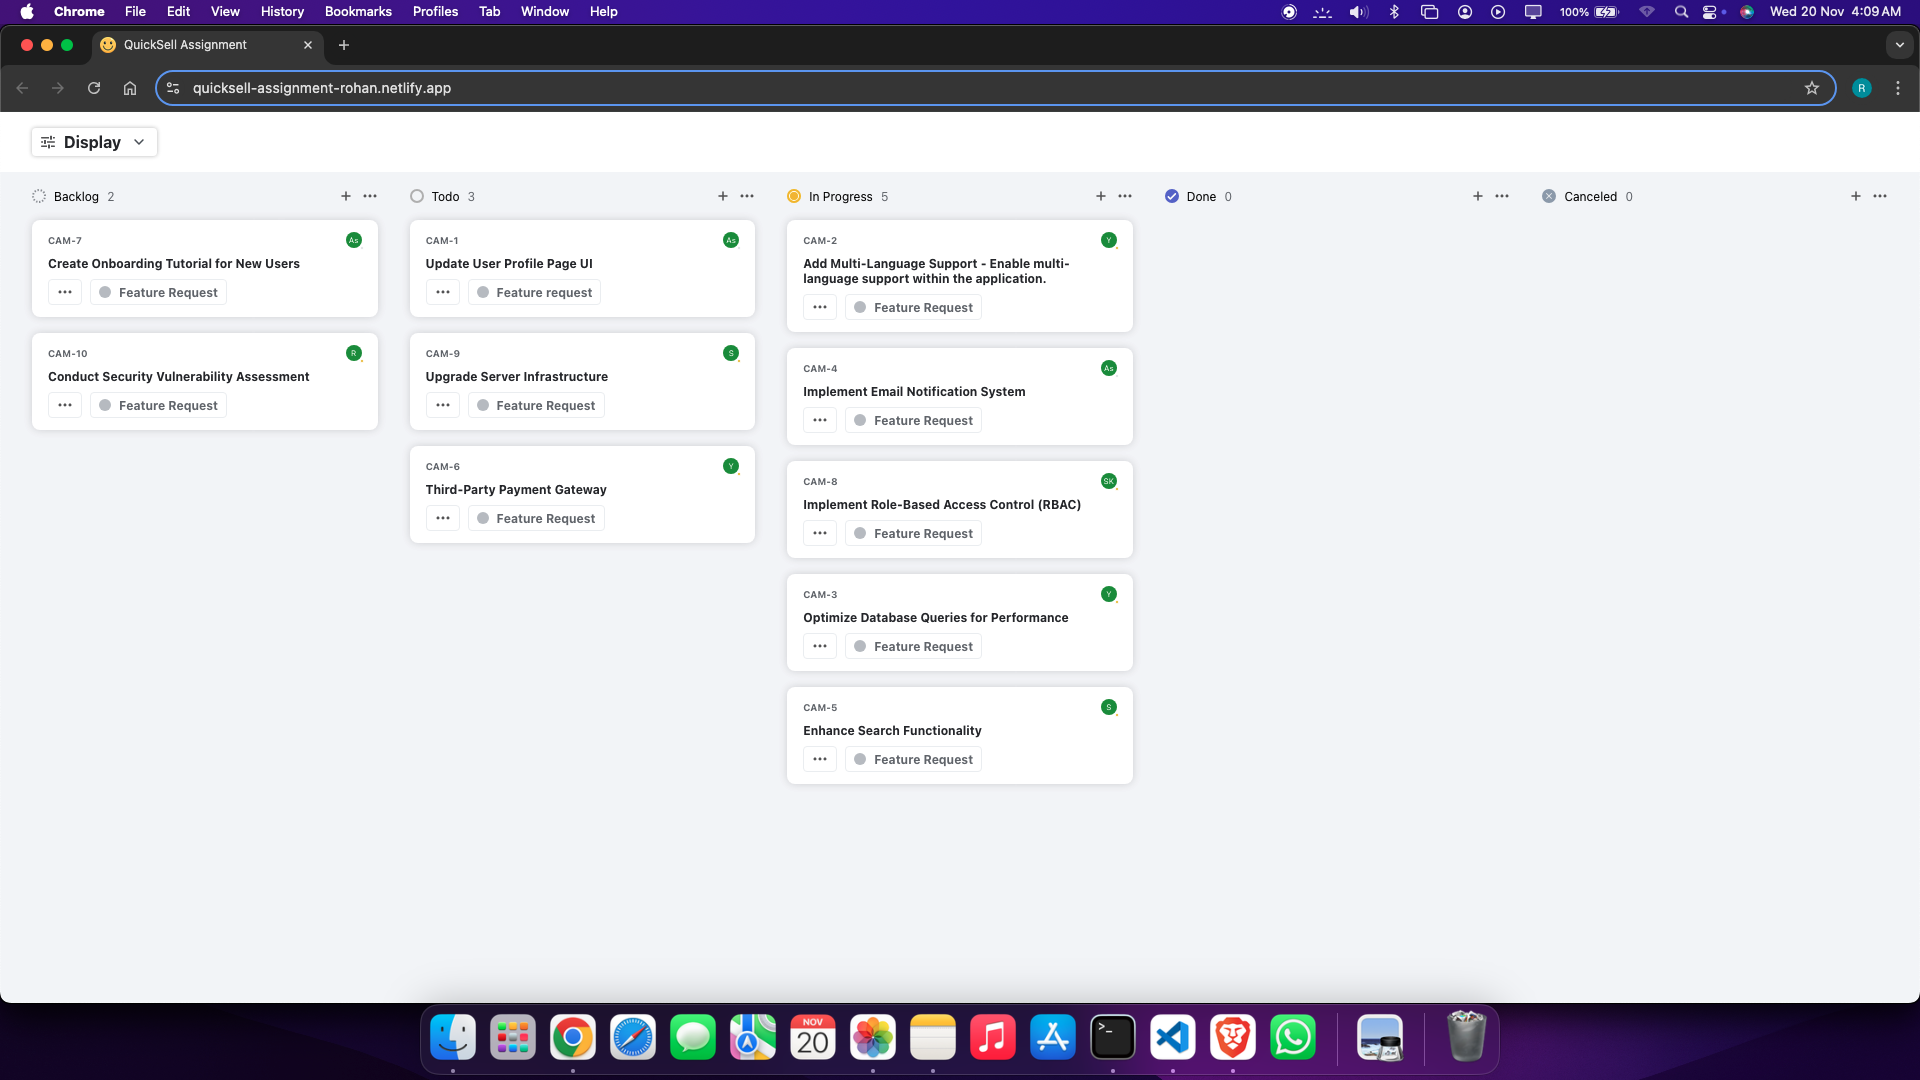 Chrome File Edit View History Bookmarks Profiles Tab Window Help 100% Wed 20 Nov 4:09 AM
QuickSell Assignment
quicksell-assignment-rohan.netlify.app R
Display
Backlog 2
CAM-7 As
Create Onboarding Tutorial for New Users
Feature Request
CAM-10 R
Conduct Security Vulnerability Assessment
Feature Request
Todo 3
CAM-1 As
Update User Profile Page UI
Feature request
CAM-9 S
Upgrade Server Infrastructure
Feature Request
CAM-6 Y
Third-Party Payment Gateway
Feature Request
In Progress 5
CAM-2 Y
Add Multi-Language Support - Enable multi-
language support within the application.
Feature Request
CAM-4 As
Implement Email Notification System
Feature Request
CAM-8 SK
Implement Role-Based Access Control (RBAC)
Feature Request
CAM-3 Y
Optimize Database Queries for Performance
Feature Request
CAM-5 S
Enhance Search Functionality
Feature Request
Done 0
Canceled 0
NOV
20